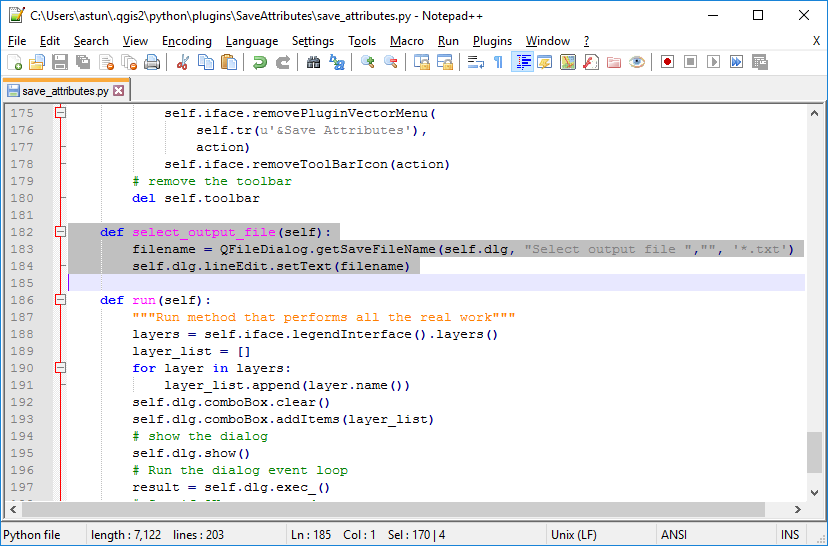 C:\Users\astun\.qgis2\python\plugins\SaveAttributes\save_attributes.py - Notepad++
File Edit Search View Encoding Language Settings Tools Macro Run Plugins Window ? X
save_attributes.py
175 self.iface.removePluginVectorMenu(
176 self.tr(u'&Save Attributes'),
177 action)
178 self.iface.removeToolBarIcon(action)
179 # remove the toolbar
180 del self.toolbar
181
182 def select_output_file(self):
183 filename = QFileDialog.getSaveFileName(self.dlg, "Select output file ","", '*.txt')
184 self.dlg.lineEdit.setText(filename)
185
186 def run(self):
187 """Run method that performs all the real work"""
188 layers = self.iface.legendInterface().layers()
189 layer_list = []
190 for layer in layers:
191 layer_list.append(layer.name())
192 self.dlg.comboBox.clear()
193 self.dlg.comboBox.addItems(layer_list)
194 # show the dialog
195 self.dlg.show()
196 # Run the dialog event loop
197 result = self.dlg.exec_()
Python file length : 7,122 lines : 203 Ln : 185 Col : 1 Sel : 170 | 4 Unix (LF) ANSI INS